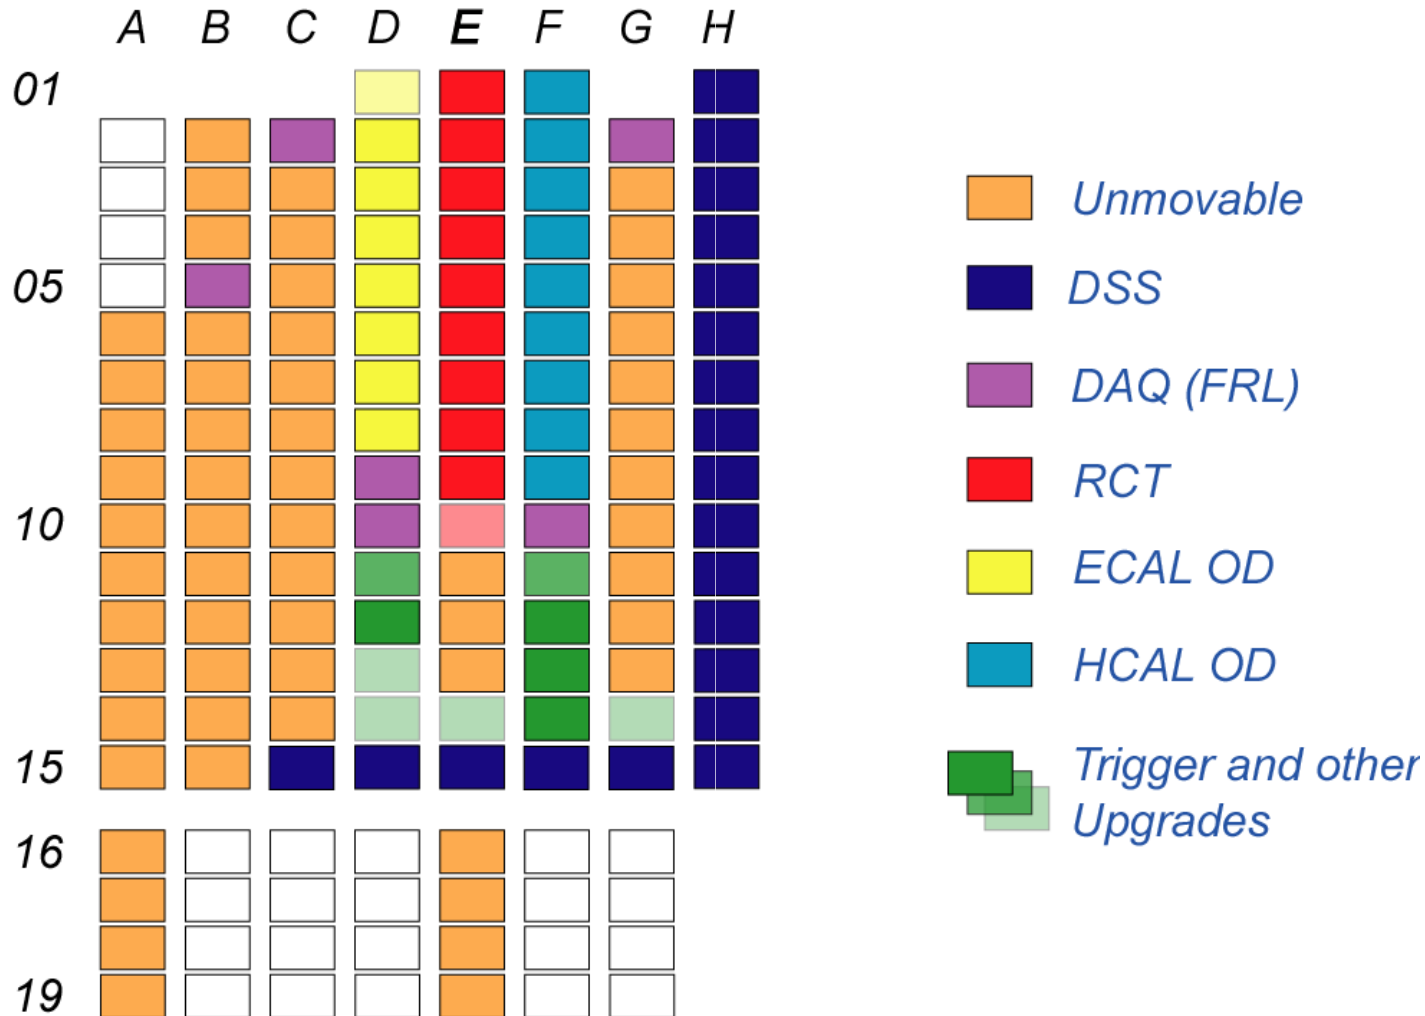 A B C D E F G H
01
05
10
15
16
19
Unmovable
DSS
DAQ (FRL)
RCT
ECAL OD
HCAL OD
Trigger and other
Upgrades